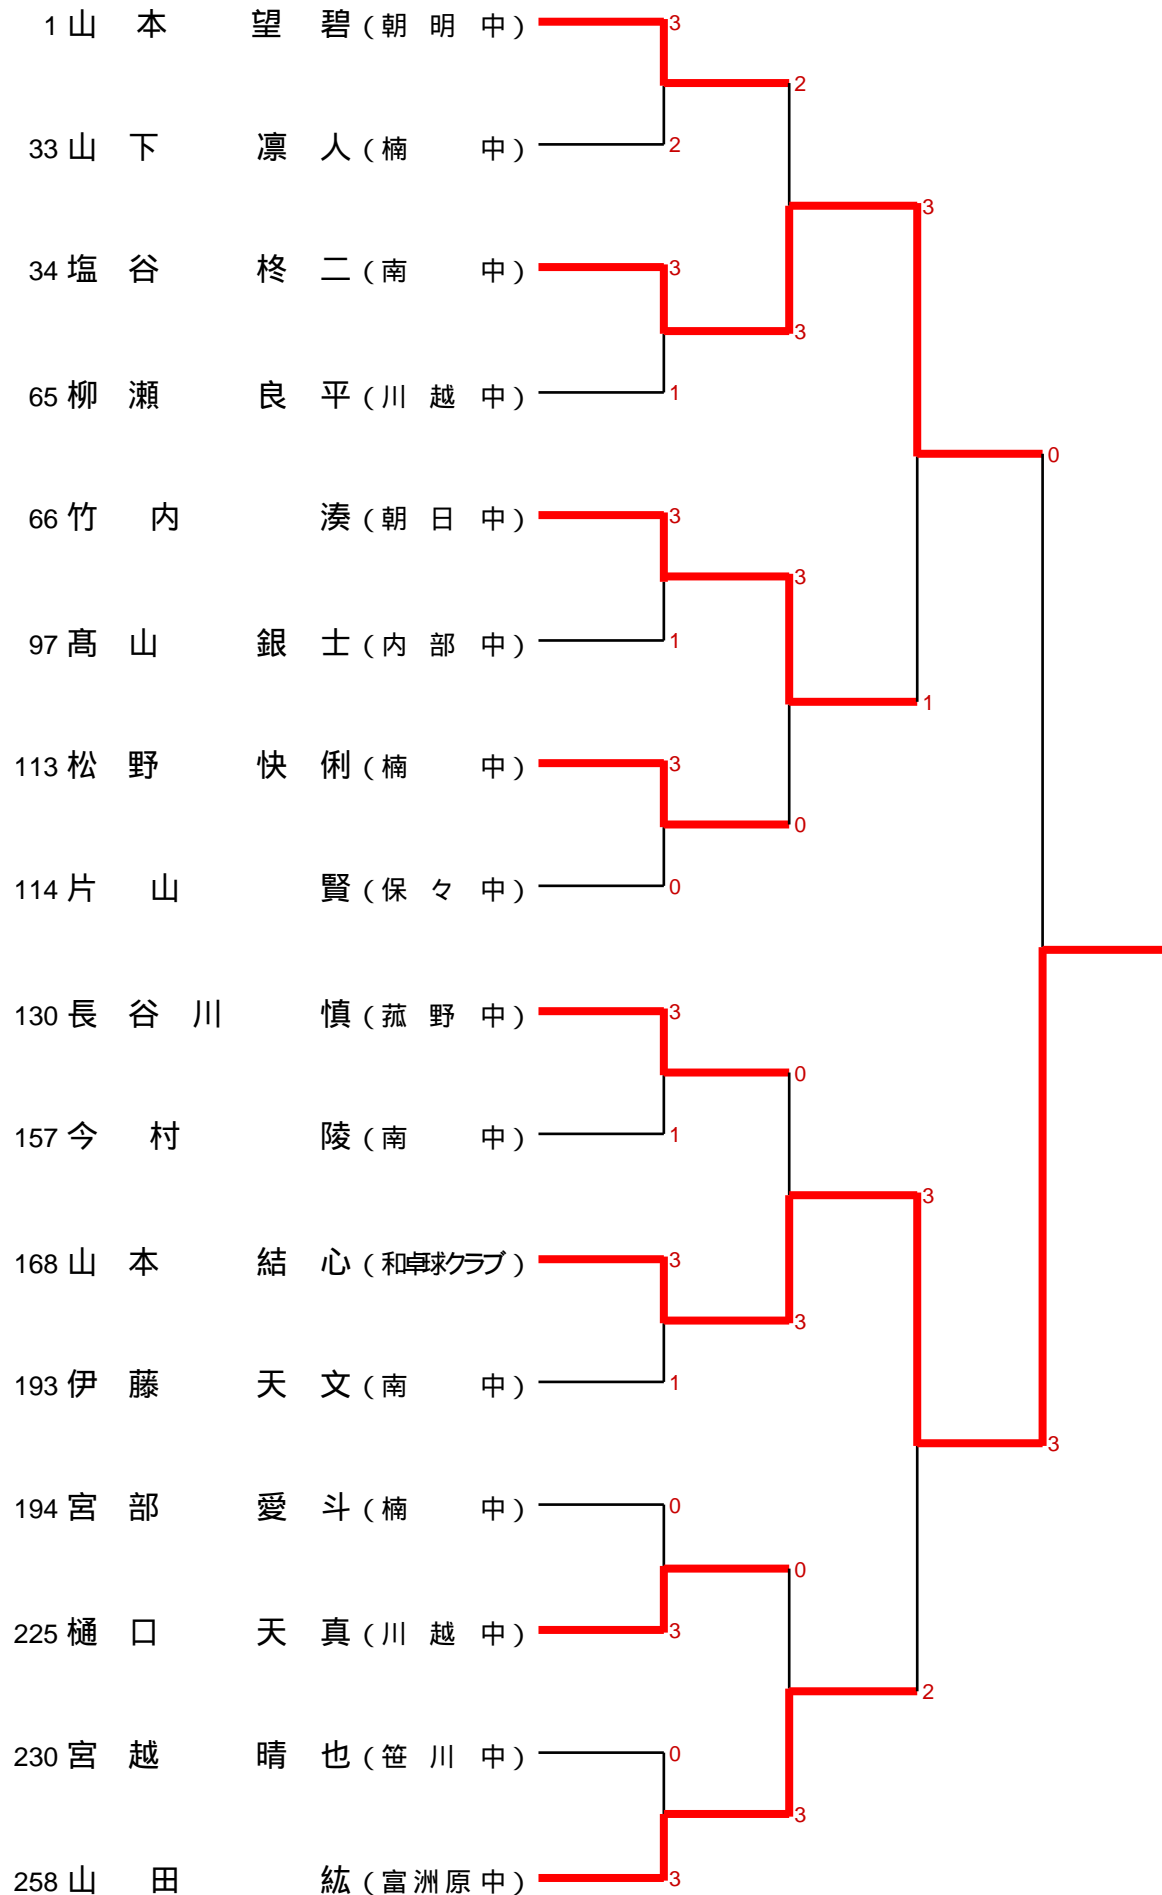 1 山本 望碧 (朝明中) 3
2
33 山下 凛人 (楠中) 2
3
34 塩谷 柊二 (南中) 3
3
65 柳瀬 良平 (川越中) 1
0
66 竹内 湊 (朝日中) 3
3
97 髙山 銀士 (内部中) 1
1
113 松野 快俐 (楠中) 3
0
114 片山 賢 (保々中) 0
130 長谷川 慎 (菰野中) 3
0
157 今村 陵 (南中) 1
3
168 山本 結心 (和卓球クラブ) 3
3
193 伊藤 天文 (南中) 1
3
194 宮部 愛斗 (楠中) 0
0
225 樋口 天真 (川越中) 3
2
230 宮越 晴也 (笹川中) 0
3
258 山田 紘 (富洲原中) 3